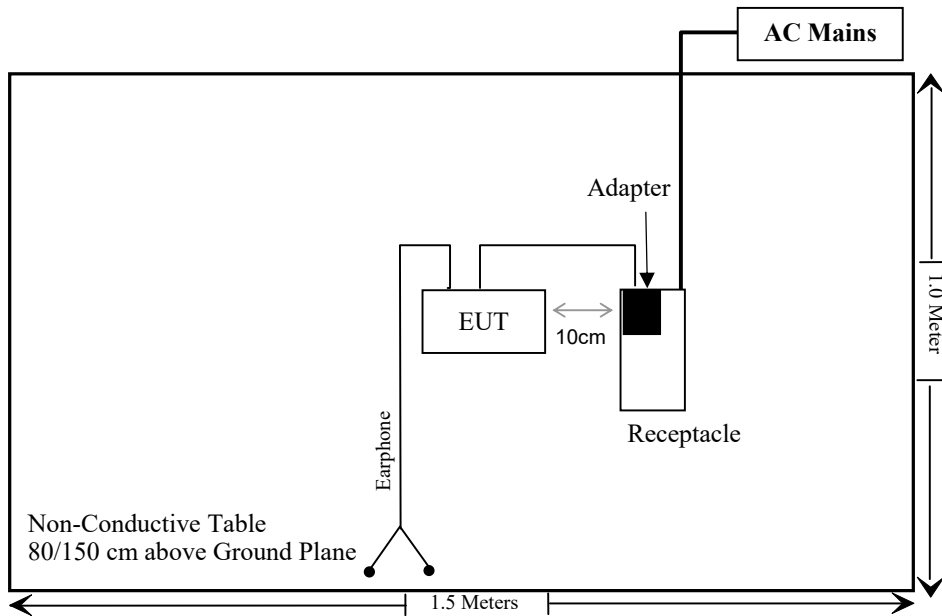 AC Mains
Adapter
EUT
10cm
1.0 Meter
Receptacle
Earphone
Non-Conductive Table
80/150 cm above Ground Plane
1.5 Meters